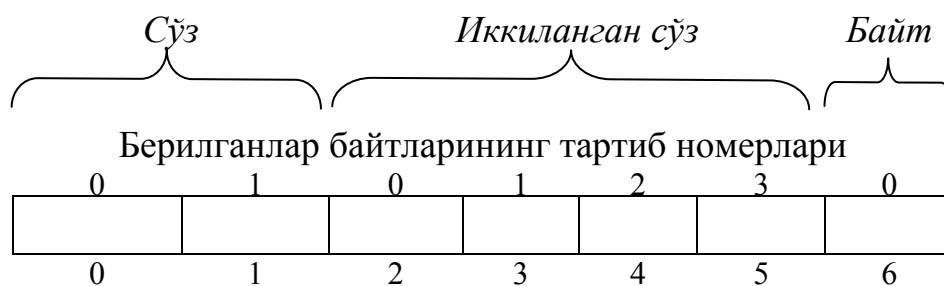 Сўз Иккиланган сўз Байт
Берилганлар байтларининг тартиб номерлари
0 1 0 1 2 3 0
0 1 2 3 4 5 6